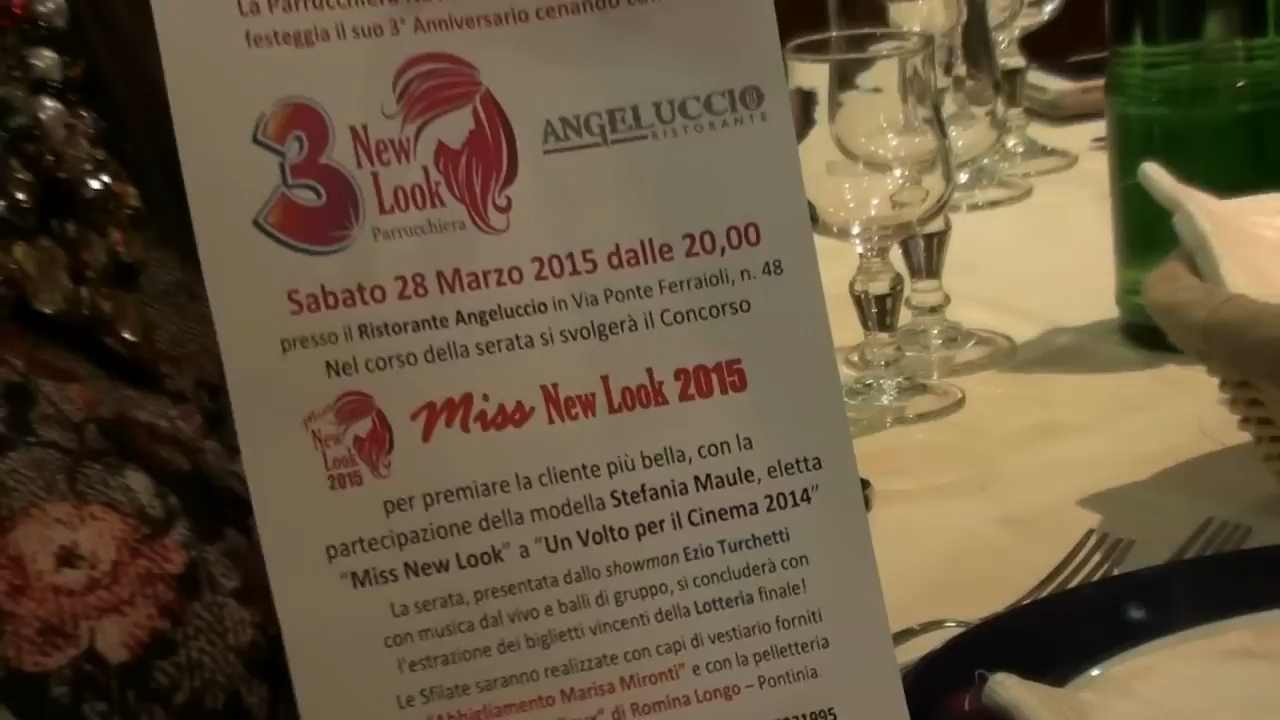 La Parrucchiera
festeggia il suo 3° Anniversario cenando
3 New Look
Parrucchiera
ANGELUCCIO
RISTORANTE
Sabato 28 Marzo 2015 dalle 20,00
presso il Ristorante Angeluccio in Via Ponte Ferraioli, n. 48
Nel corso della serata si svolgerà il Concorso
Miss New Look 2015
New
Look
2015
per premiare la cliente più bella, con la
partecipazione della modella Stefania Maule, eletta
“Miss New Look” a “Un Volto per il Cinema 2014”
La serata, presentata dallo showman Ezio Turchetti
con musica dal vivo e balli di gruppo, si concluderà con
l'estrazione dei biglietti vincenti della Lotteria finale!
Le Sfilate saranno realizzate con capi di vestiario forniti
“Abbigliamento Marisa Mironti” e con la pelletteria
di Romina Longo – Pontinia.